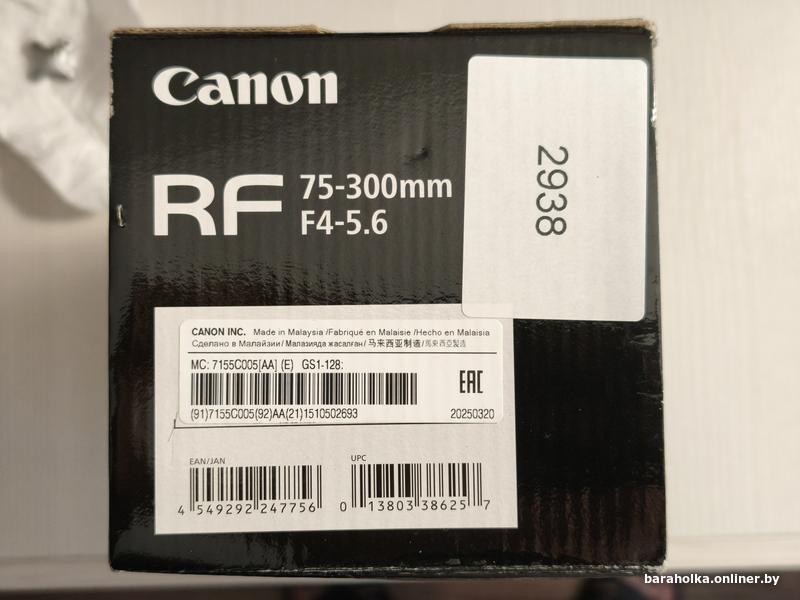 Canon
RF 75-300mm
F4-5.6
2938
CANON INC. Made in Malaysia /Fabriqué en Malaisie /Hecho en Malaisia
Сделано в Малайзии/ Малазияда жасалған/ 马来西亚制造/ 馬來西亞製造
MC: 7155C005[AA] (E) GS1-128:
EAC
(91)7155C005(92)AA(21)1510502693 20250320
EAN/JAN UPC
4 549292 247756 0 13803 38625 7
baraholka.onliner.by